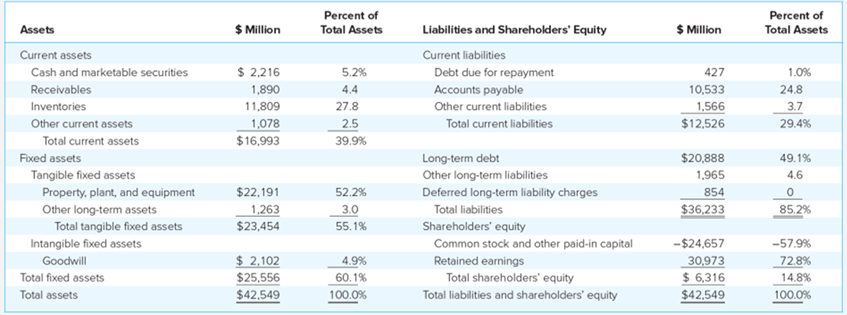 Assets $ Million Percent of Total Assets Liabilities and Shareholders' Equity $ Million Percent of Total Assets
Current assets Current liabilities
Cash and marketable securities $ 2,216 5.2% Debt due for repayment 427 1.0%
Receivables 1,890 4.4 Accounts payable 10,533 24.8
Inventories 11,809 27.8 Other current liabilities 1,566 3.7
Other current assets 1,078 2.5 Total current liabilities $12,526 29.4%
Total current assets $16,993 39.9%
Fixed assets Long-term debt $20,888 49.1%
Tangible fixed assets Other long-term liabilities 1,965 4.6
Property, plant, and equipment $22,191 52.2% Deferred long-term liability charges 854 0
Other long-term assets 1,263 3.0 Total liabilities $36,233 85.2%
Total tangible fixed assets $23,454 55.1% Shareholders' equity
Intangible fixed assets Common stock and other paid-in capital −$24,657 −57.9%
Goodwill $ 2,102 4.9% Retained earnings 30,973 72.8%
Total fixed assets $25,556 60.1% Total shareholders' equity $ 6,316 14.8%
Total assets $42,549 100.0% Total liabilities and shareholders' equity $42,549 100.0%